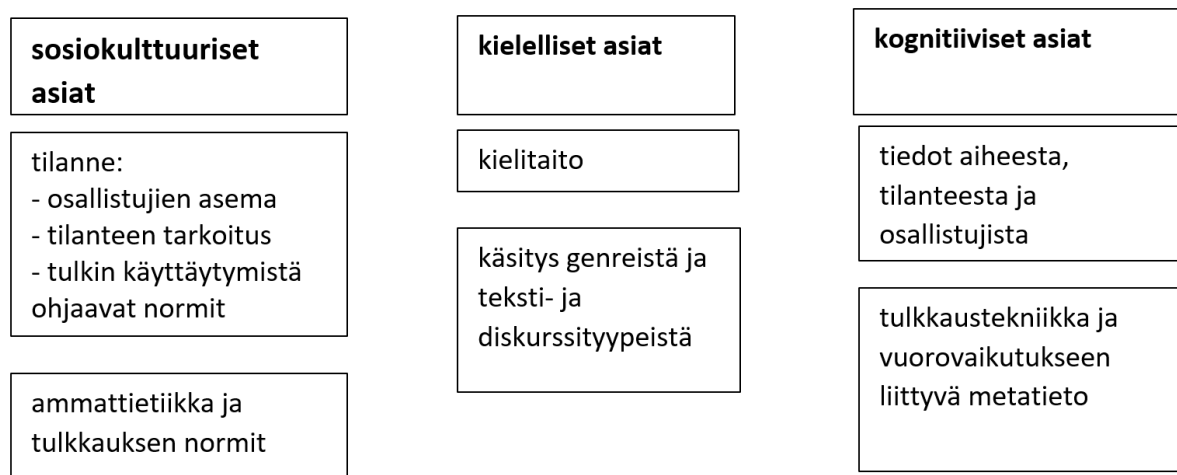 sosiokulttuuriset
asiat
tilanne:
- osallistujien asema
- tilanteen tarkoitus
- tulkin käyttäytymistä
ohjaavat normit
ammattietiikka ja
tulkkauksen normit
kielelliset asiat
kielitaito
käsitys genreistä ja
teksti- ja
diskurssityypeistä
kognitiiviset asiat
tiedot aiheesta,
tilanteesta ja
osallistujista
tulkkaustekniikka ja
vuorovaikutukseen
liittyvä metatieto